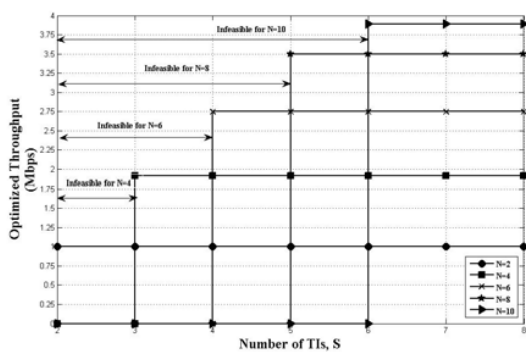 4
3.75
3.5
3.25
3
2.75
2.5
2.25
2
1.75
1.5
1.25
1
0.75
0.5
0.25
0
Optimized Throughput
(Mbps)
Infeasible for N=10
Infeasible for N=8
Infeasible for N=6
Infeasible for N=4
N=2
N=4
N=6
N=8
N=10
2 3 4 5 6 7 8
Number of TIs, S